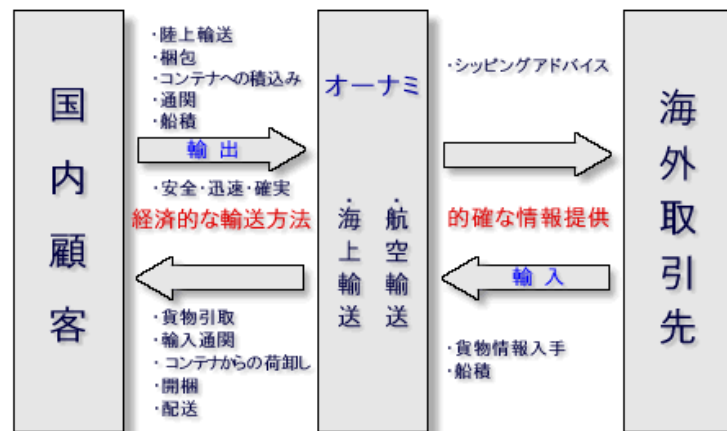 国内顧客
・陸上輸送
・梱包
・コンテナへの積込み
・通関
・船積
輸出
・安全・迅速・確実
経済的な輸送方法
・貨物引取
・輸入通関
・コンテナからの荷卸し
・開梱
・配送
オーナミ
・航空輸送
・海上輸送
・シッピングアドバイス
的確な情報提供
輸入
・貨物情報入手
・船積
海外取引先